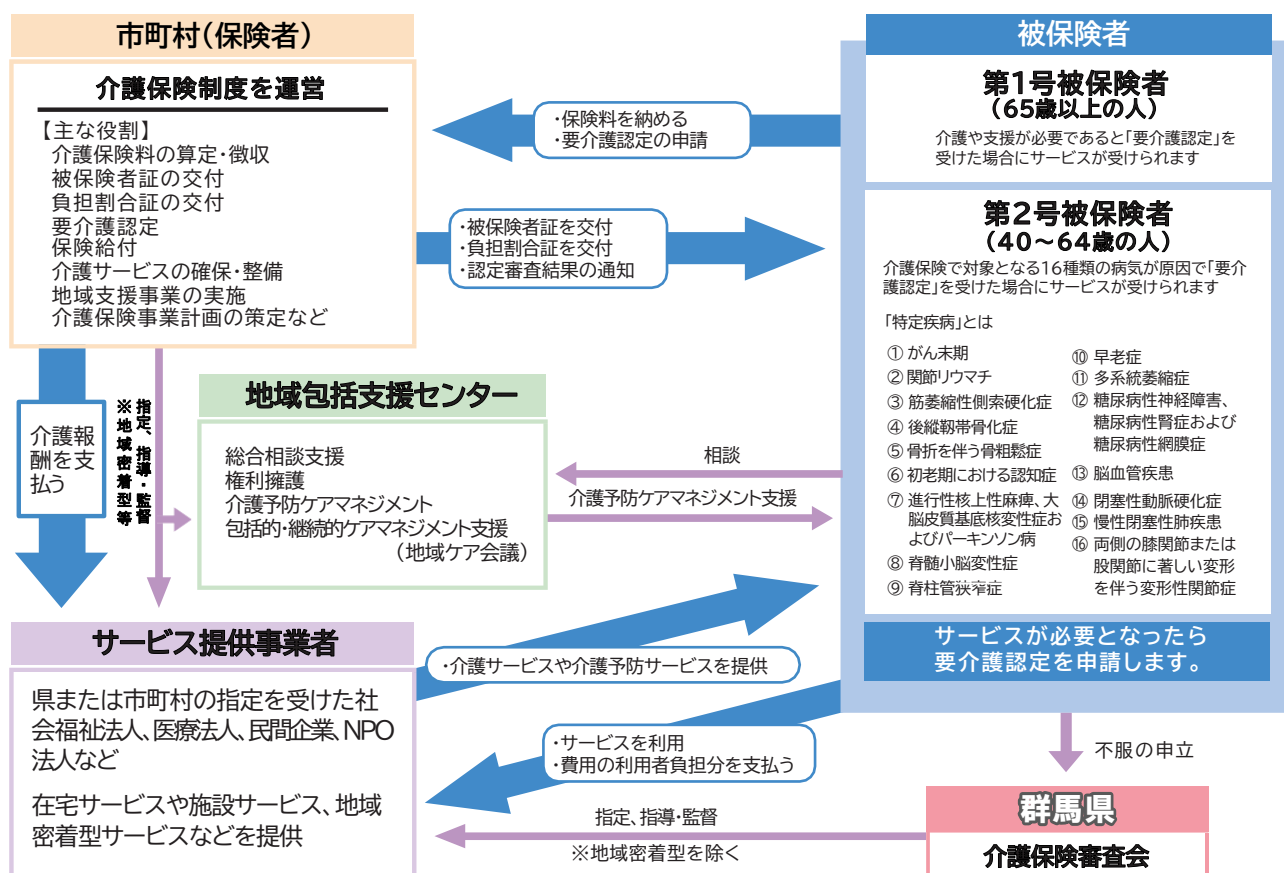 市町村(保険者)
介護保険制度を運営
【主な役割】
介護保険料の算定・徴収
被保険者証の交付
負担割合証の交付
要介護認定
保険給付
介護サービスの確保・整備
地域支援事業の実施
介護保険事業計画の策定など
・保険料を納める
・要介護認定の申請
・被保険者証を交付
・負担割合証を交付
・認定審査結果の通知
被保険者
第1号被保険者
(65歳以上の人)
介護や支援が必要であると「要介護認定」を
受けた場合にサービスが受けられます
第2号被保険者
(40~64歳の人)
介護保険で対象となる16種類の病気が原因で「要介
護認定」を受けた場合にサービスが受けられます
「特定疾病」とは
① がん末期
② 関節リウマチ
③ 筋萎縮性側索硬化症
④ 後縦靱帯骨化症
⑤ 骨折を伴う骨粗鬆症
⑥ 初老期における認知症
⑦ 進行性核上性麻痺、大
脳皮質基底核変性症お
よびパーキンソン病
⑧ 脊髄小脳変性症
⑨ 脊柱管狭窄症
⑩ 早老症
⑪ 多系統萎縮症
⑫ 糖尿病性神経障害、
糖尿病性腎症および
糖尿病性網膜症
⑬ 脳血管疾患
⑭ 閉塞性動脈硬化症
⑮ 慢性閉塞性肺疾患
⑯ 両側の膝関節または
股関節に著しい変形
を伴う変形性関節症
サービスが必要となったら
要介護認定を申請します。
介護報
酬を支
払う
指定、指導・監督
※地域密着型等
地域包括支援センター
総合相談支援
権利擁護
介護予防ケアマネジメント
包括的・継続的ケアマネジメント支援
(地域ケア会議)
相談
介護予防ケアマネジメント支援
サービス提供事業者
県または市町村の指定を受けた社
会福祉法人、医療法人、民間企業、NPO
法人など
在宅サービスや施設サービス、地域
密着型サービスなどを提供
・介護サービスや介護予防サービスを提供
・サービスを利用
・費用の利用者負担分を支払う
指定、指導・監督
※地域密着型を除く
不服の申立
群馬県
介護保険審査会